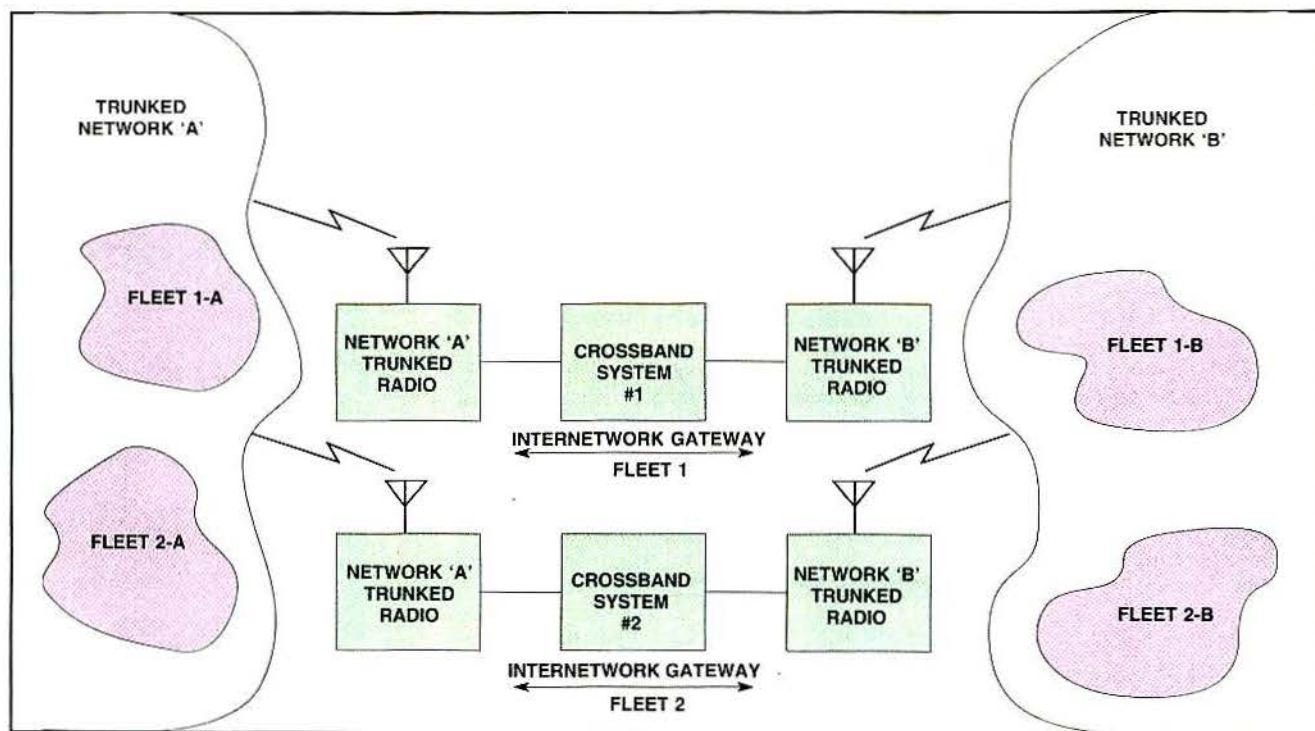 TRUNKED
NETWORK ‘A’
TRUNKED
NETWORK ‘B’
FLEET 1-A
FLEET 1-B
NETWORK ‘A’
TRUNKED
RADIO
CROSSBAND
SYSTEM
#1
NETWORK ‘B’
TRUNKED
RADIO
INTERNETWORK GATEWAY
FLEET 1
FLEET 2-A
FLEET 2-B
NETWORK ‘A’
TRUNKED
RADIO
CROSSBAND
SYSTEM
#2
NETWORK ‘B’
TRUNKED
RADIO
INTERNETWORK GATEWAY
FLEET 2